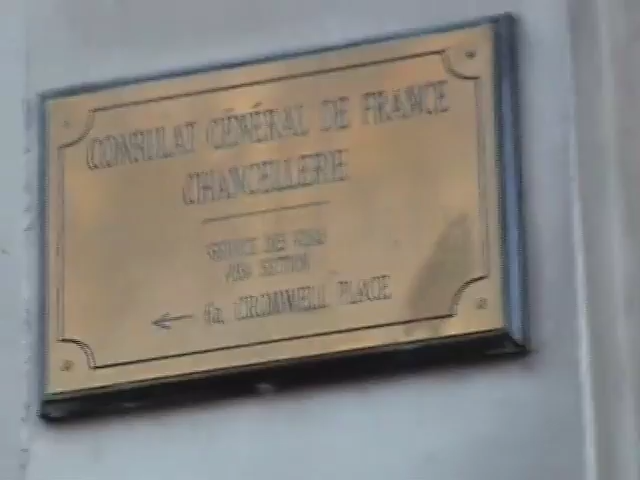 CONSULAT GÉNÉRAL DE FRANCE
CHANCELLERIE
SERVICE DES VISAS
VISA SECTION
← 6a, CROMWELL PLACE